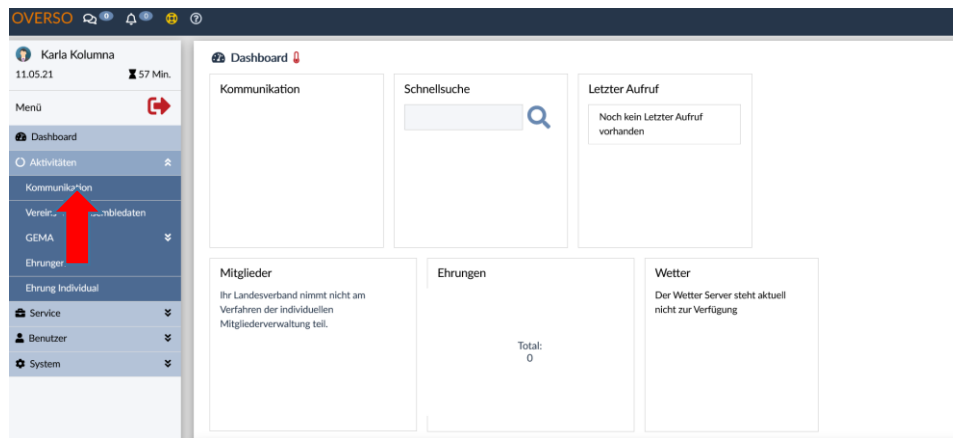 OVERSO 0 0
Karla Kolumna
11.05.21 57 Min.
Menü
Dashboard
Aktivitäten
Kommunikation
GEMA
Ehrung Individual
Service
Benutzer
System
Dashboard
Kommunikation
Schnellsuche
Letzter Aufruf
Noch kein Letzter Aufruf
vorhanden
Mitglieder
Ihr Landesverband nimmt nicht am
Verfahren der individuellen
Mitgliederverwaltung teil.
Ehrungen
Total:
0
Wetter
Der Wetter Server steht aktuell
nicht zur Verfügung